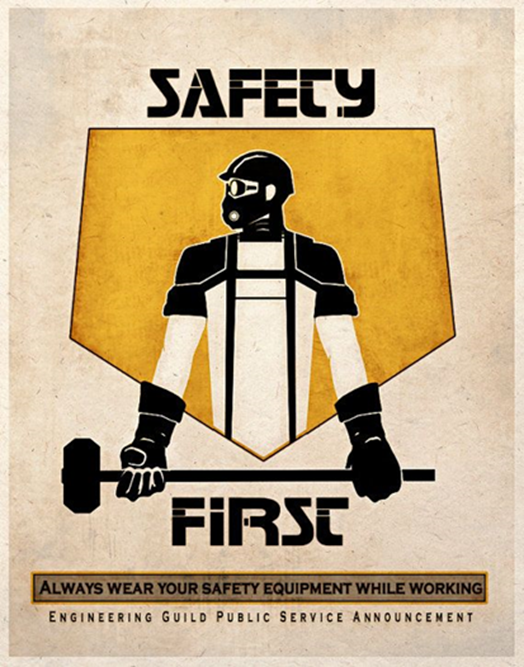 SAFETY
FIRST
ALWAYS WEAR YOUR SAFETY EQUIPMENT WHILE WORKING
ENGINEERING GUILD PUBLIC SERVICE ANNOUNCEMENT